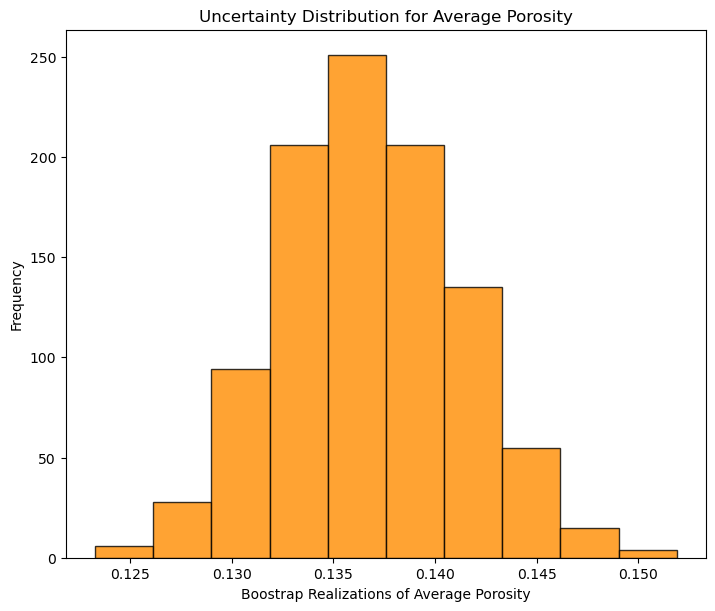 Uncertainty Distribution for Average Porosity
250
200
150
100
50
0
Frequency
0.125 0.130 0.135 0.140 0.145 0.150
Boostrap Realizations of Average Porosity